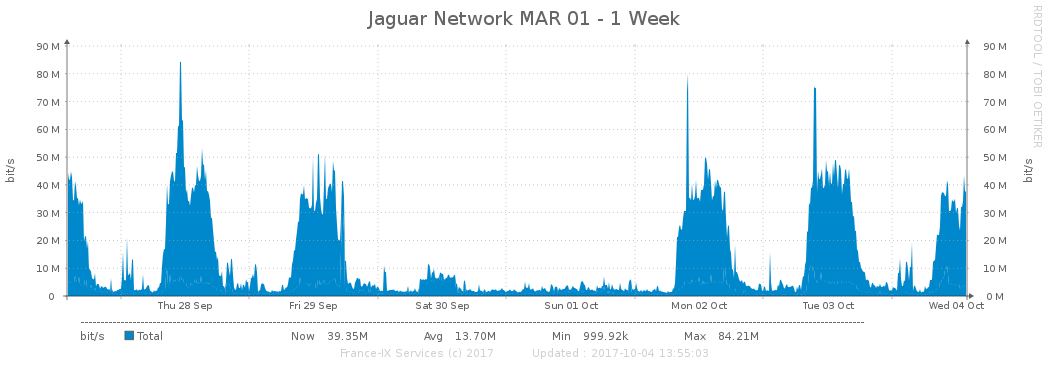 Jaguar Network MAR 01 - 1 Week
RRDTOOL / TOBI OETIKER
bit/s
90 M
80 M
70 M
60 M
50 M
40 M
30 M
20 M
10 M
0
90 M
80 M
70 M
60 M
50 M
40 M
30 M
20 M
10 M
0 M
bit/s
Thu 28 Sep Fri 29 Sep Sat 30 Sep Sun 01 Oct Mon 02 Oct Tue 03 Oct Wed 04 Oct
bit/s Total Now 39.35M Avg 13.70M Min 999.92k Max 84.21M
France-IX Services (c) 2017 Updated : 2017-10-04 13:55:03